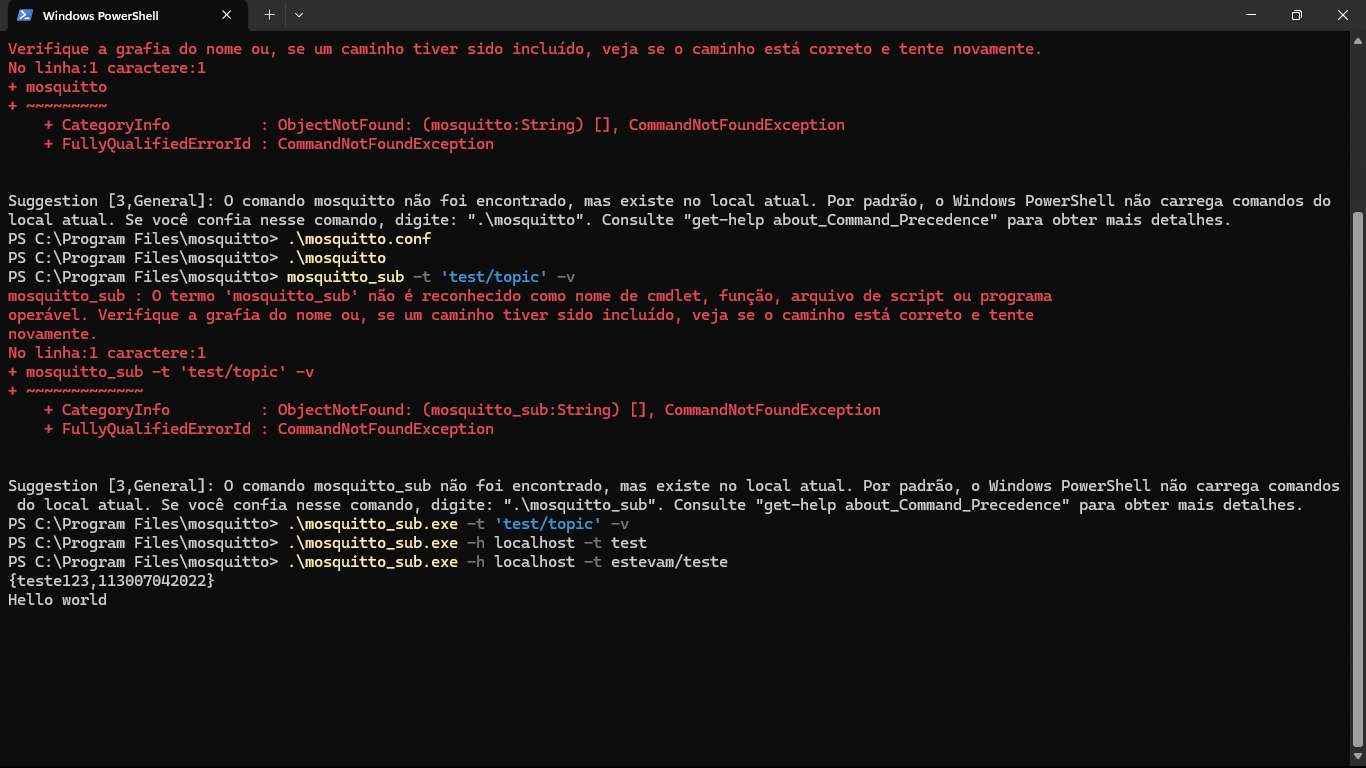 Windows PowerShell
Verifique a grafia do nome ou, se um caminho tiver sido incluído, veja se o caminho está correto e tente novamente.
No linha:1 caractere:1
+ mosquitto
+ ~~~~~~~~~
    + CategoryInfo          : ObjectNotFound: (mosquitto:String) [], CommandNotFoundException
    + FullyQualifiedErrorId : CommandNotFoundException
Suggestion [3,General]: O comando mosquitto não foi encontrado, mas existe no local atual. Por padrão, o Windows PowerShell não carrega comandos do
local atual. Se você confia nesse comando, digite: ".\mosquitto". Consulte "get-help about_Command_Precedence" para obter mais detalhes.
PS C:\Program Files\mosquitto> .\mosquitto.conf
PS C:\Program Files\mosquitto> .\mosquitto
PS C:\Program Files\mosquitto> mosquitto_sub -t 'test/topic' -v
mosquitto_sub : O termo 'mosquitto_sub' não é reconhecido como nome de cmdlet, função, arquivo de script ou programa
operável. Verifique a grafia do nome ou, se um caminho tiver sido incluído, veja se o caminho está correto e tente
novamente.
No linha:1 caractere:1
+ mosquitto_sub -t 'test/topic' -v
+ ~~~~~~~~~~~~~
    + CategoryInfo          : ObjectNotFound: (mosquitto_sub:String) [], CommandNotFoundException
    + FullyQualifiedErrorId : CommandNotFoundException
Suggestion [3,General]: O comando mosquitto_sub não foi encontrado, mas existe no local atual. Por padrão, o Windows PowerShell não carrega comandos
 do local atual. Se você confia nesse comando, digite: ".\mosquitto_sub". Consulte "get-help about_Command_Precedence" para obter mais detalhes.
PS C:\Program Files\mosquitto> .\mosquitto_sub.exe -t 'test/topic' -v
PS C:\Program Files\mosquitto> .\mosquitto_sub.exe -h localhost -t test
PS C:\Program Files\mosquitto> .\mosquitto_sub.exe -h localhost -t estevam/teste
{teste123,113007042022}
Hello world